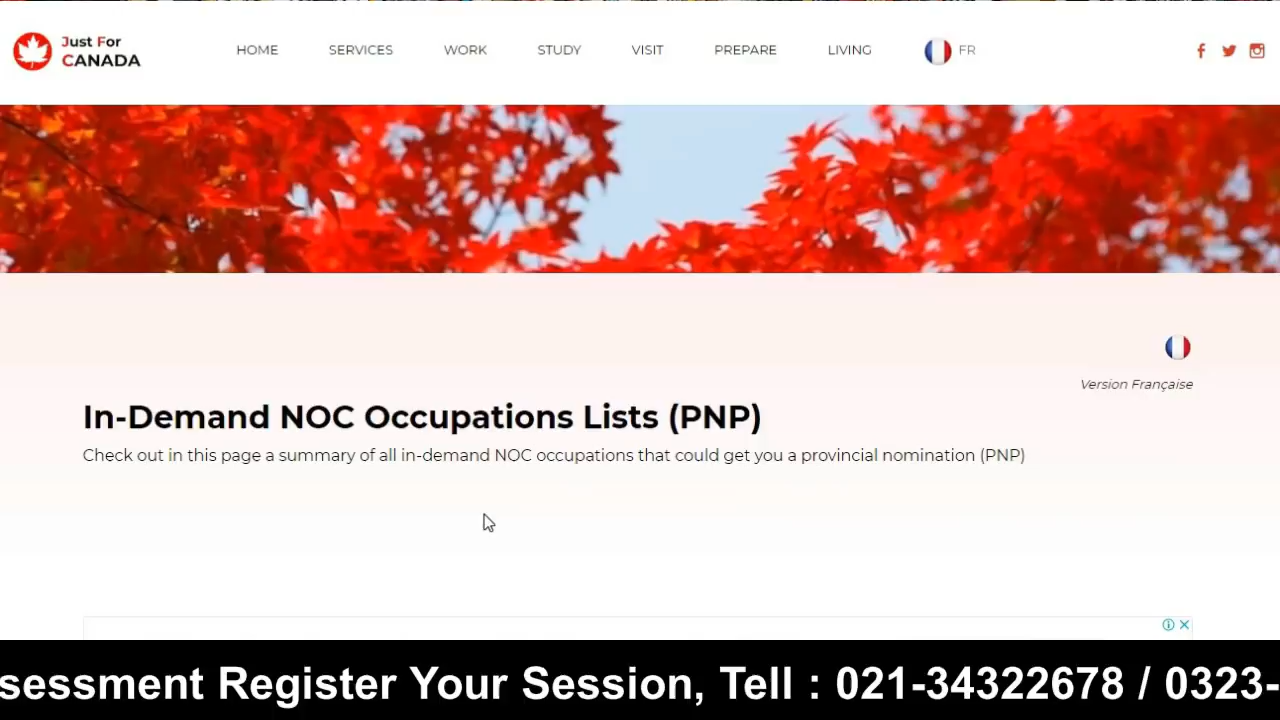 Just For
CANADA
HOME SERVICES WORK STUDY VISIT PREPARE LIVING FR
Version Française
In-Demand NOC Occupations Lists (PNP)
Check out in this page a summary of all in-demand NOC occupations that could get you a provincial nomination (PNP)
sessment Register Your Session, Tell : 021-34322678 / 0323-